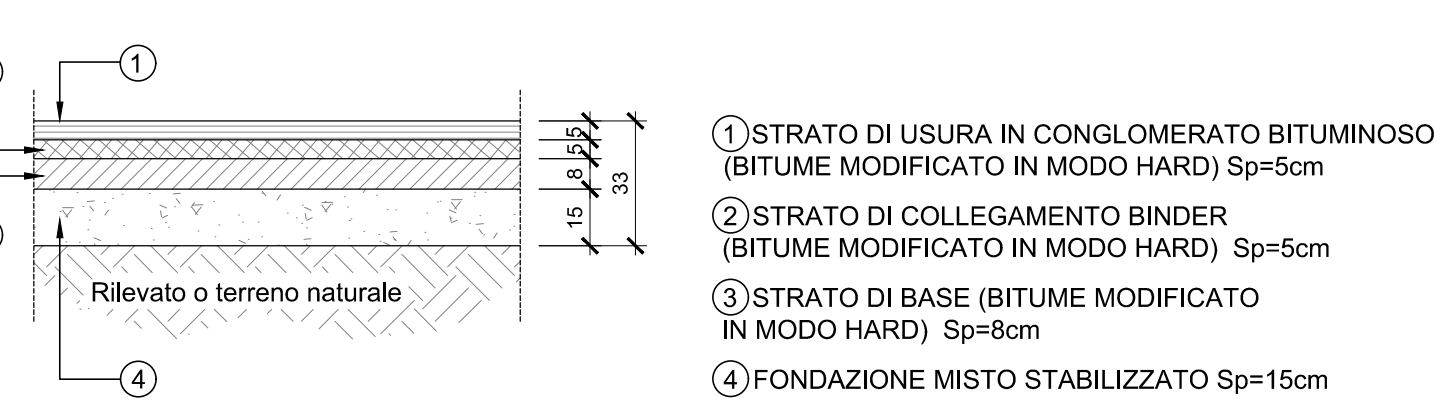 1
5
5
8
15
33
Rilevato o terreno naturale
4
1 STRATO DI USURA IN CONGLOMERATO BITUMINOSO
(BITUME MODIFICATO IN MODO HARD) Sp=5cm
2 STRATO DI COLLEGAMENTO BINDER
(BITUME MODIFICATO IN MODO HARD) Sp=5cm
3 STRATO DI BASE (BITUME MODIFICATO
IN MODO HARD) Sp=8cm
4 FONDAZIONE MISTO STABILIZZATO Sp=15cm